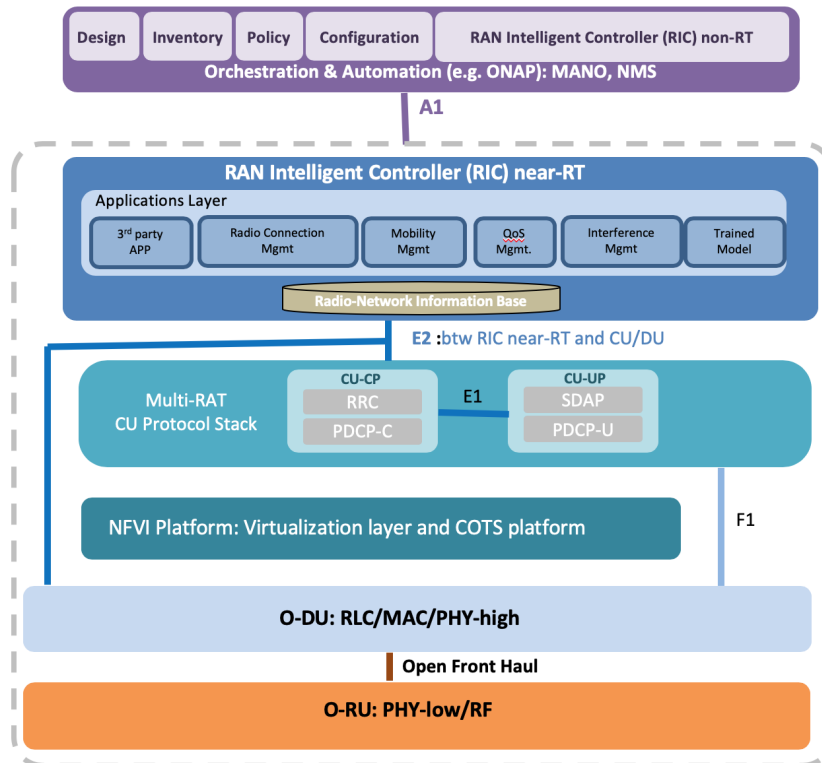 Design
Inventory
Policy
Configuration
RAN Intelligent Controller (RIC) non-RT
Orchestration & Automation (e.g. ONAP): MANO, NMS
A1
RAN Intelligent Controller (RIC) near-RT
Applications Layer
3rd party
APP
Radio Connection
Mgmt
Mobility
Mgmt
QoS
Mgmt.
Interference
Mgmt
Trained
Model
Radio-Network Information Base
E2 :btw RIC near-RT and CU/DU
Multi-RAT
CU Protocol Stack
CU-CP
RRC
PDCP-C
E1
CU-UP
SDAP
PDCP-U
F1
NFVI Platform: Virtualization layer and COTS platform
O-DU: RLC/MAC/PHY-high
Open Front Haul
O-RU: PHY-low/RF